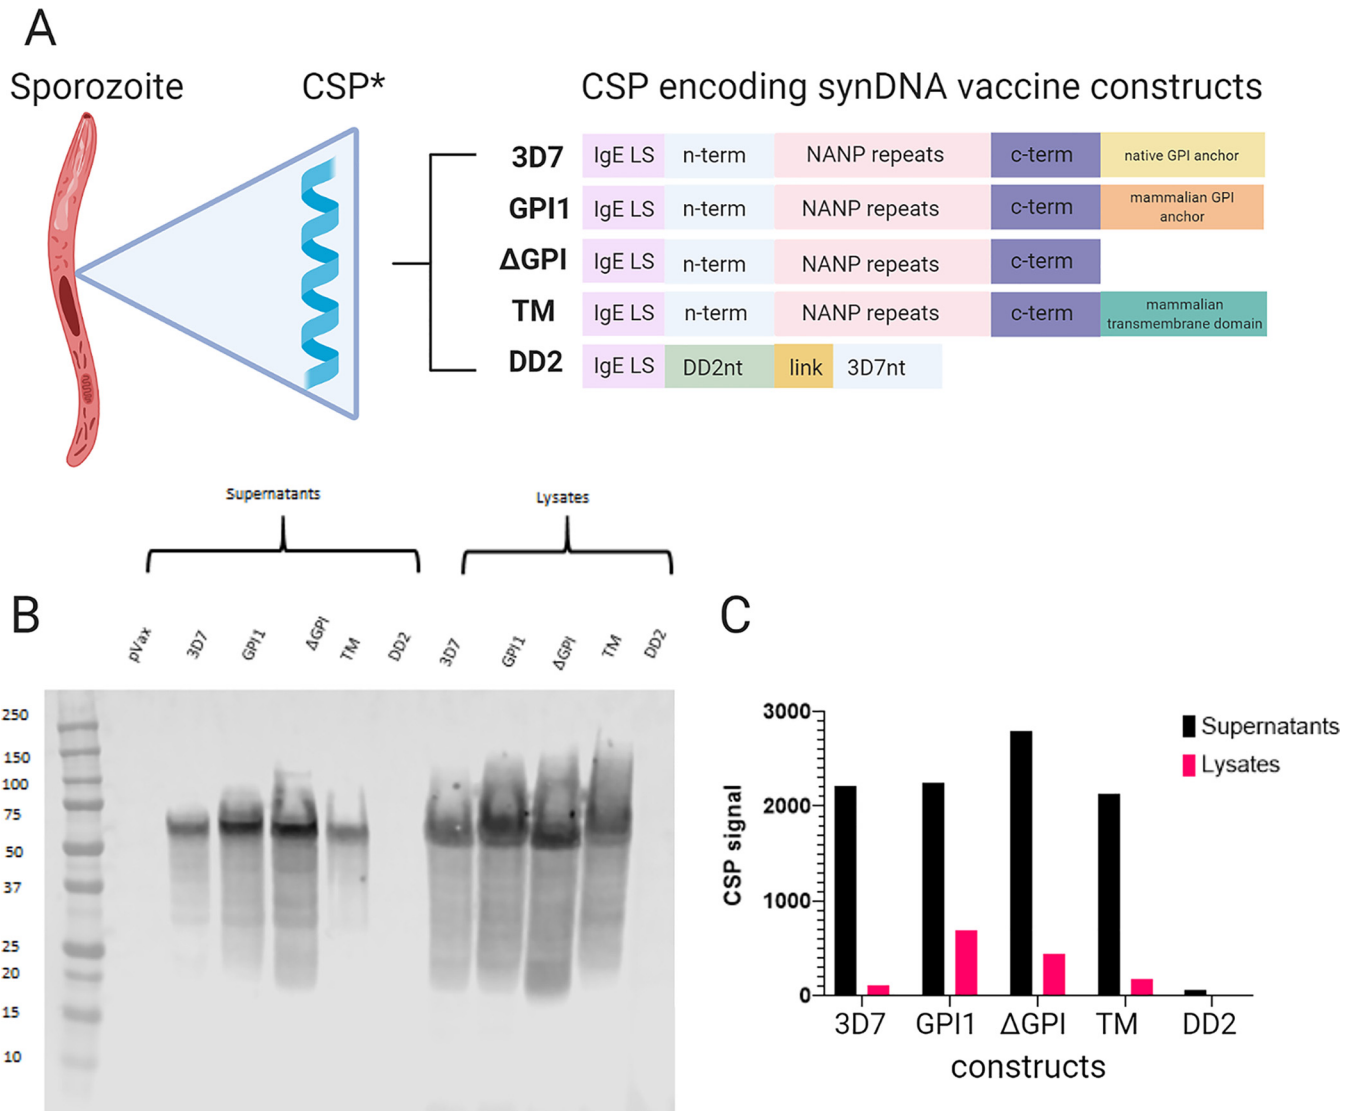 A
Sporozoite
CSP*
CSP encoding synDNA vaccine constructs
3D7
IgE LS
n-term
NANP repeats
c-term
native GPI anchor
GPI1
IgE LS
n-term
NANP repeats
c-term
mammalian GPI
anchor
ΔGPI
IgE LS
n-term
NANP repeats
c-term
TM
IgE LS
n-term
NANP repeats
c-term
mammalian
transmembrane domain
DD2
IgE LS
DD2nt
link
3D7nt
Supernatants
Lysates
B
pVax
3D7
GPI1
ΔGPI
TM
DD2
3D7
GPI1
ΔGPI
TM
DD2
250
150
100
75
50
37
25
20
15
10
C
CSP signal
3000
2000
1000
0
Supernatants
Lysates
3D7
GPI1
ΔGPI
TM
DD2
constructs